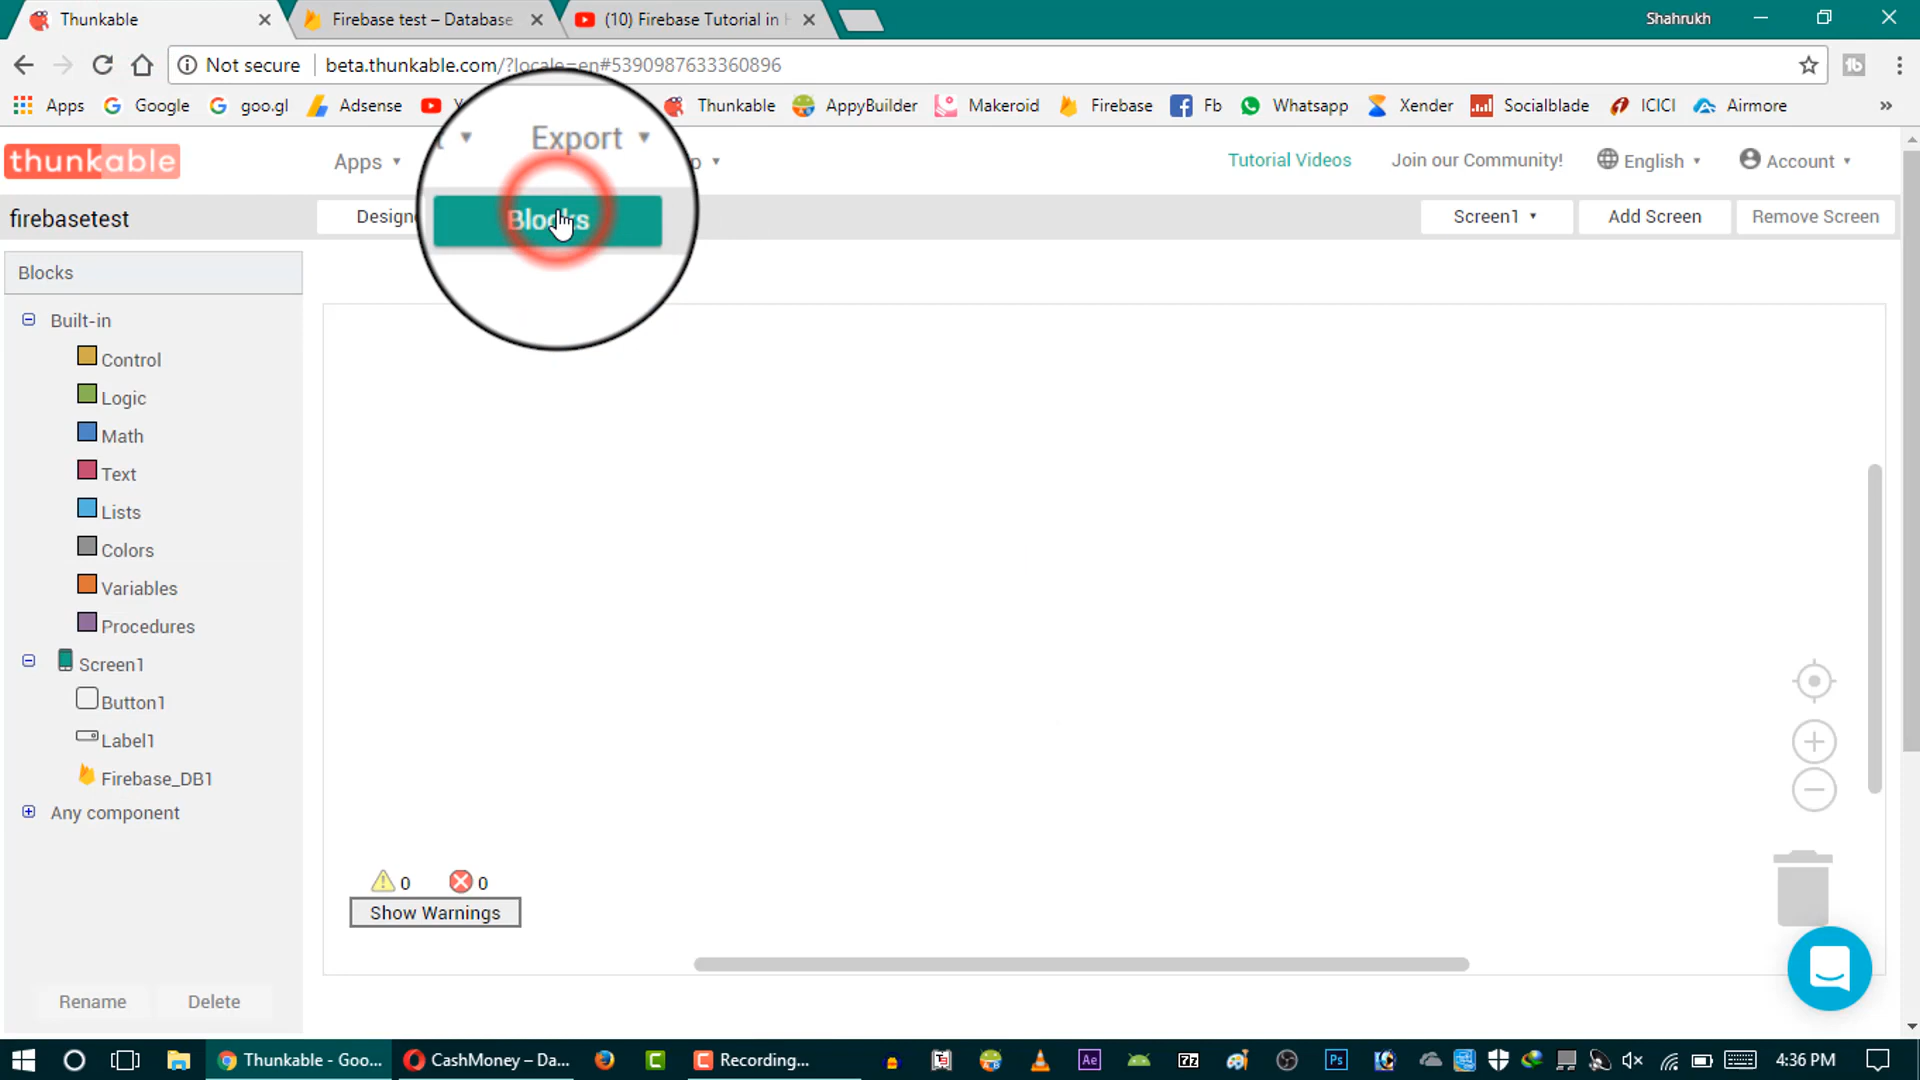 Thunkable
Firebase test – Database
(10) Firebase Tutorial in H
Shahrukh
Not secure
beta.thunkable.com/?locale=en#5390987633360896
Apps
Google
goo.gl
Adsense
Thunkable
AppyBuilder
Makeroid
Firebase
Fb
Whatsapp
Xender
Socialblade
ICICI
Airmore
»
thunkable
Apps
Export
Tutorial Videos
Join our Community!
English
Account
firebasetest
Blocks
Screen1
Add Screen
Remove Screen
Blocks
Built-in
Control
Logic
Math
Text
Lists
Colors
Variables
Procedures
Screen1
Button1
Label1
Firebase_DB1
Any component
0
0
Show Warnings
Rename
Delete
Thunkable - Goo...
CashMoney – Da...
Recording...
4:36 PM